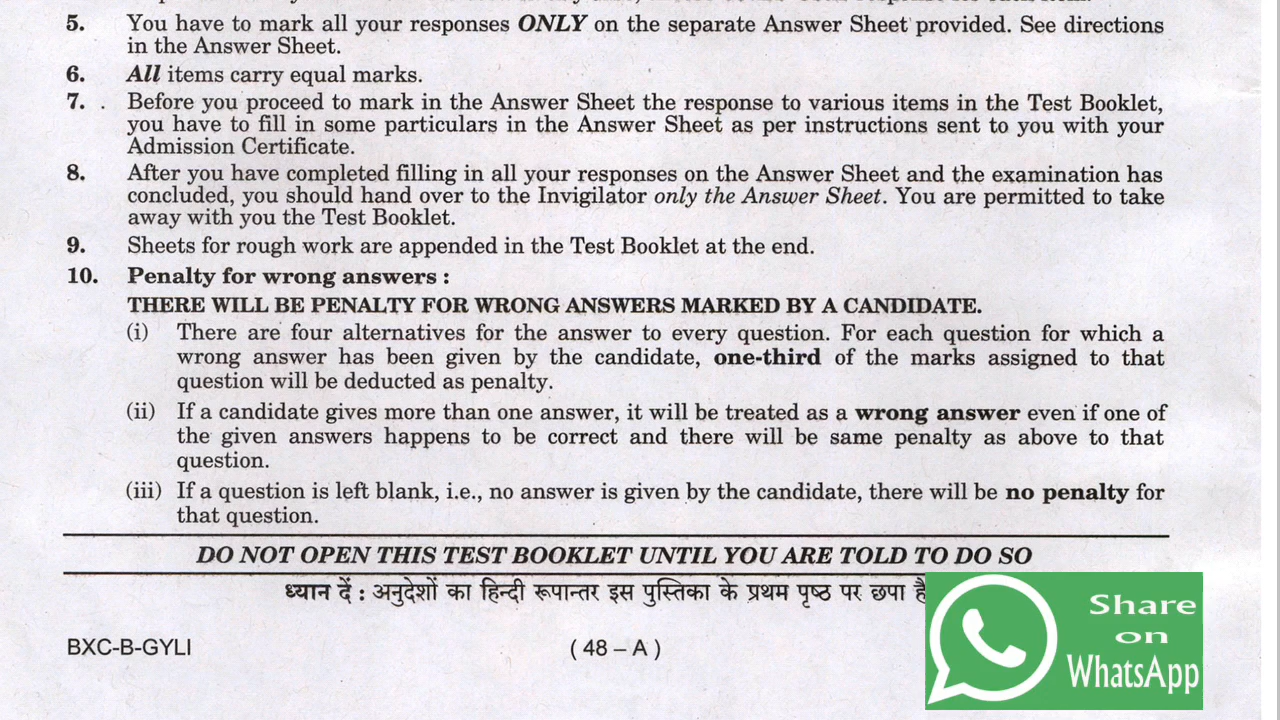 5. You have to mark all your responses ONLY on the separate Answer Sheet provided. See directions
in the Answer Sheet.
6. All items carry equal marks.
7. Before you proceed to mark in the Answer Sheet the response to various items in the Test Booklet,
you have to fill in some particulars in the Answer Sheet as per instructions sent to you with your
Admission Certificate.
8. After you have completed filling in all your responses on the Answer Sheet and the examination has
concluded, you should hand over to the Invigilator only the Answer Sheet. You are permitted to take
away with you the Test Booklet.
9. Sheets for rough work are appended in the Test Booklet at the end.
10. Penalty for wrong answers :
THERE WILL BE PENALTY FOR WRONG ANSWERS MARKED BY A CANDIDATE.
(i) There are four alternatives for the answer to every question. For each question for which a
wrong answer has been given by the candidate, one-third of the marks assigned to that
question will be deducted as penalty.
(ii) If a candidate gives more than one answer, it will be treated as a wrong answer even if one of
the given answers happens to be correct and there will be same penalty as above to that
question.
(iii) If a question is left blank, i.e., no answer is given by the candidate, there will be no penalty for
that question.
DO NOT OPEN THIS TEST BOOKLET UNTIL YOU ARE TOLD TO DO SO
ध्यान दें : अनुदेशों का हिन्दी रूपान्तर इस पुस्तिका के प्रथम पृष्ठ पर छपा है
BXC-B-GYLI
( 48 – A )
Share
on
WhatsApp